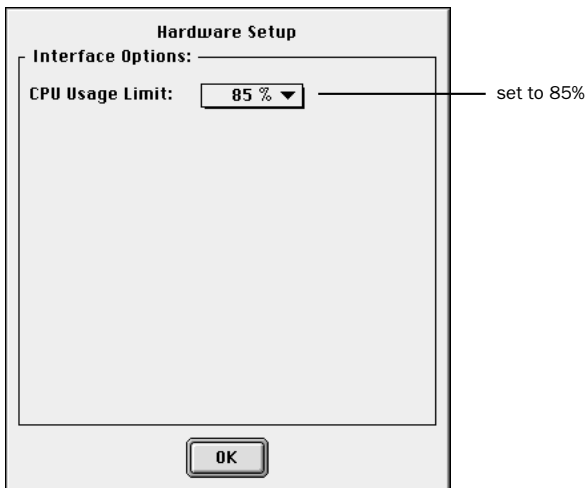 Hardware Setup
Interface Options:
CPU Usage Limit: 85 % set to 85%
OK